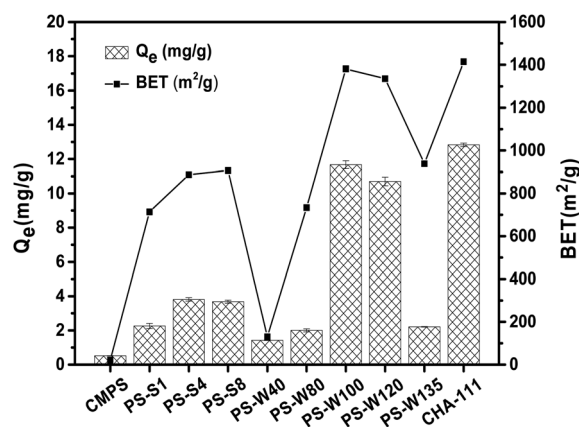 20
18
16
14
12
10
8
6
4
2
0
Qe(mg/g)
Qe (mg/g)
BET (m²/g)
1600
1400
1200
1000
800
600
400
200
0
BET(m²/g)
CMPS
PS-S1
PS-S4
PS-S8
PS-W40
PS-W80
PS-W100
PS-W120
PS-W135
CHA-111